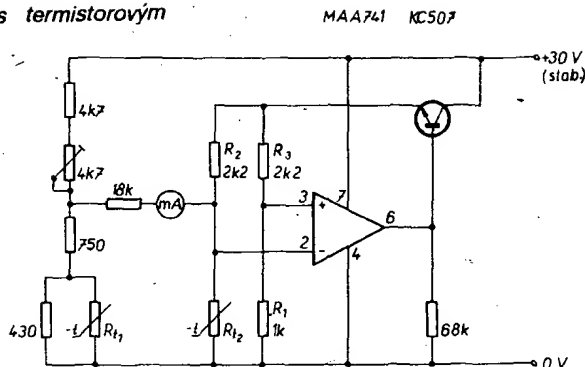 s termistorovým
MAA741 KC507
+30 V
(stab.)
4k7
4k7
R2
2k2
R3
2k2
18k
mA
3
+
7
6
2
-
4
750
430
-t
Rt1
-t
Rt2
R1
1k
68k
0 V